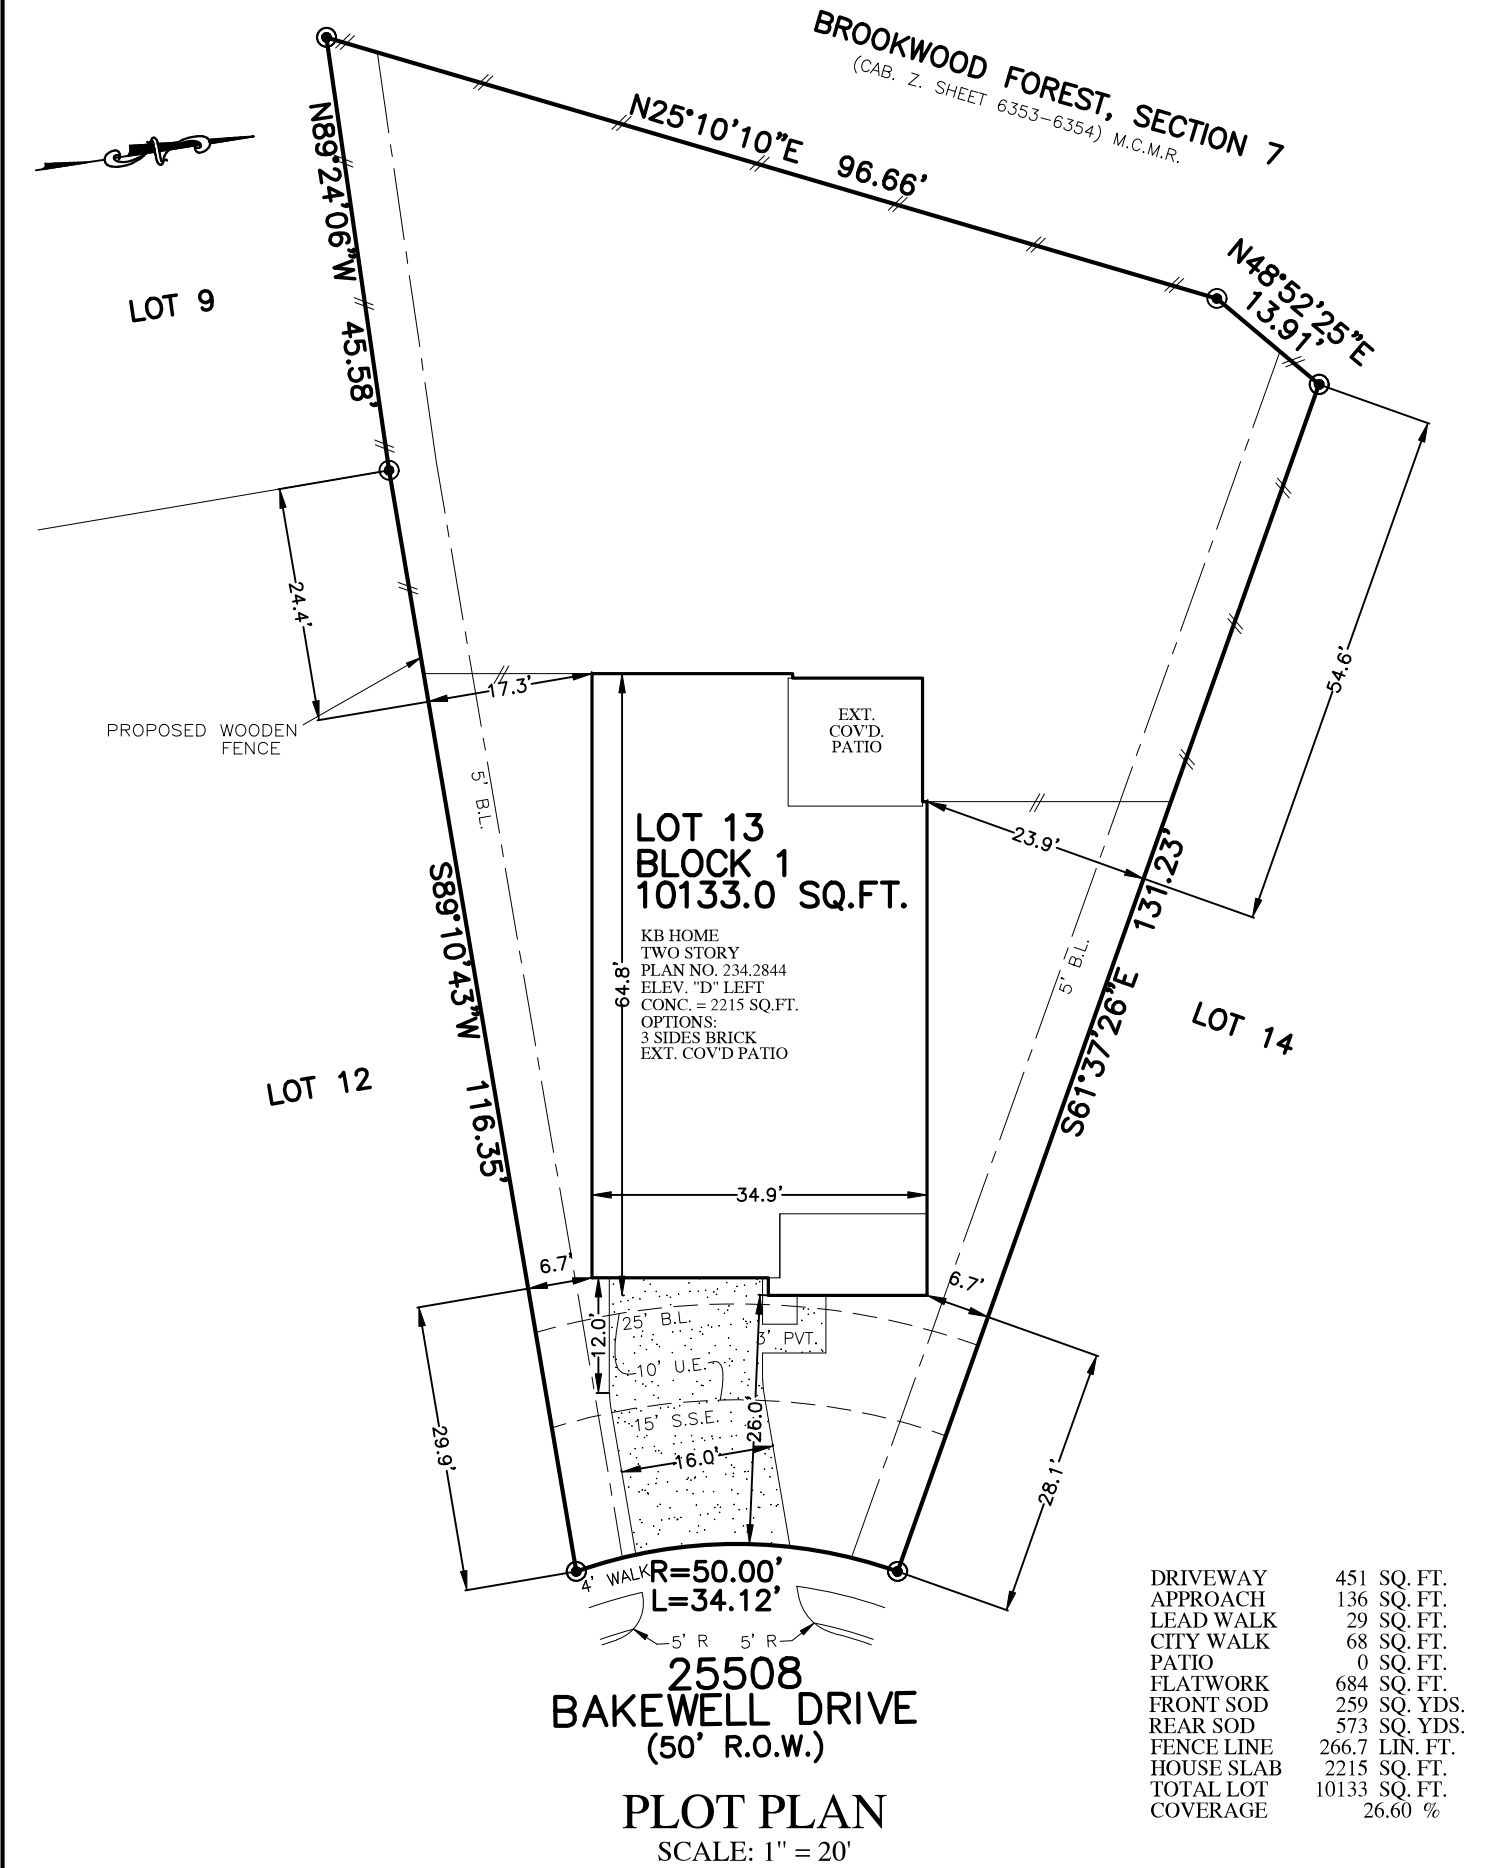 BROOKWOOD FOREST, SECTION 7
(CAB. Z. SHEET 6353-6354) M.C.M.R.
N25°10'10"E 96.66'
N89°24'06"W 45.58'
N48°52'25"E
13.91'
LOT 9
24.4'
54.6'
17.3'
PROPOSED WOODEN
FENCE
EXT.
COV'D.
PATIO
5' B.L.
23.9'
LOT 13
BLOCK 1
10133.0 SQ.FT.
KB HOME
TWO STORY
PLAN NO. 234.2844
ELEV. "D" LEFT
CONC. = 2215 SQ.FT.
OPTIONS:
3 SIDES BRICK
EXT. COV'D PATIO
64.8'
S89°10'43"W 116.35'
S61°37'26"E 131.23'
5' B.L.
LOT 14
LOT 12
34.9'
6.7'
6.7'
12.0'
25' B.L.
3' PVT.
10' U.E.
15' S.S.E.
26.0'
16.0'
29.9'
28.1'
4' WALK
R=50.00'
L=34.12'
5' R 5' R
25508
BAKEWELL DRIVE
(50' R.O.W.)
PLOT PLAN
SCALE: 1" = 20'
DRIVEWAY 451 SQ. FT.
APPROACH 136 SQ. FT.
LEAD WALK 29 SQ. FT.
CITY WALK 68 SQ. FT.
PATIO 0 SQ. FT.
FLATWORK 684 SQ. FT.
FRONT SOD 259 SQ. YDS.
REAR SOD 573 SQ. YDS.
FENCE LINE 266.7 LIN. FT.
HOUSE SLAB 2215 SQ. FT.
TOTAL LOT 10133 SQ. FT.
COVERAGE 26.60 %